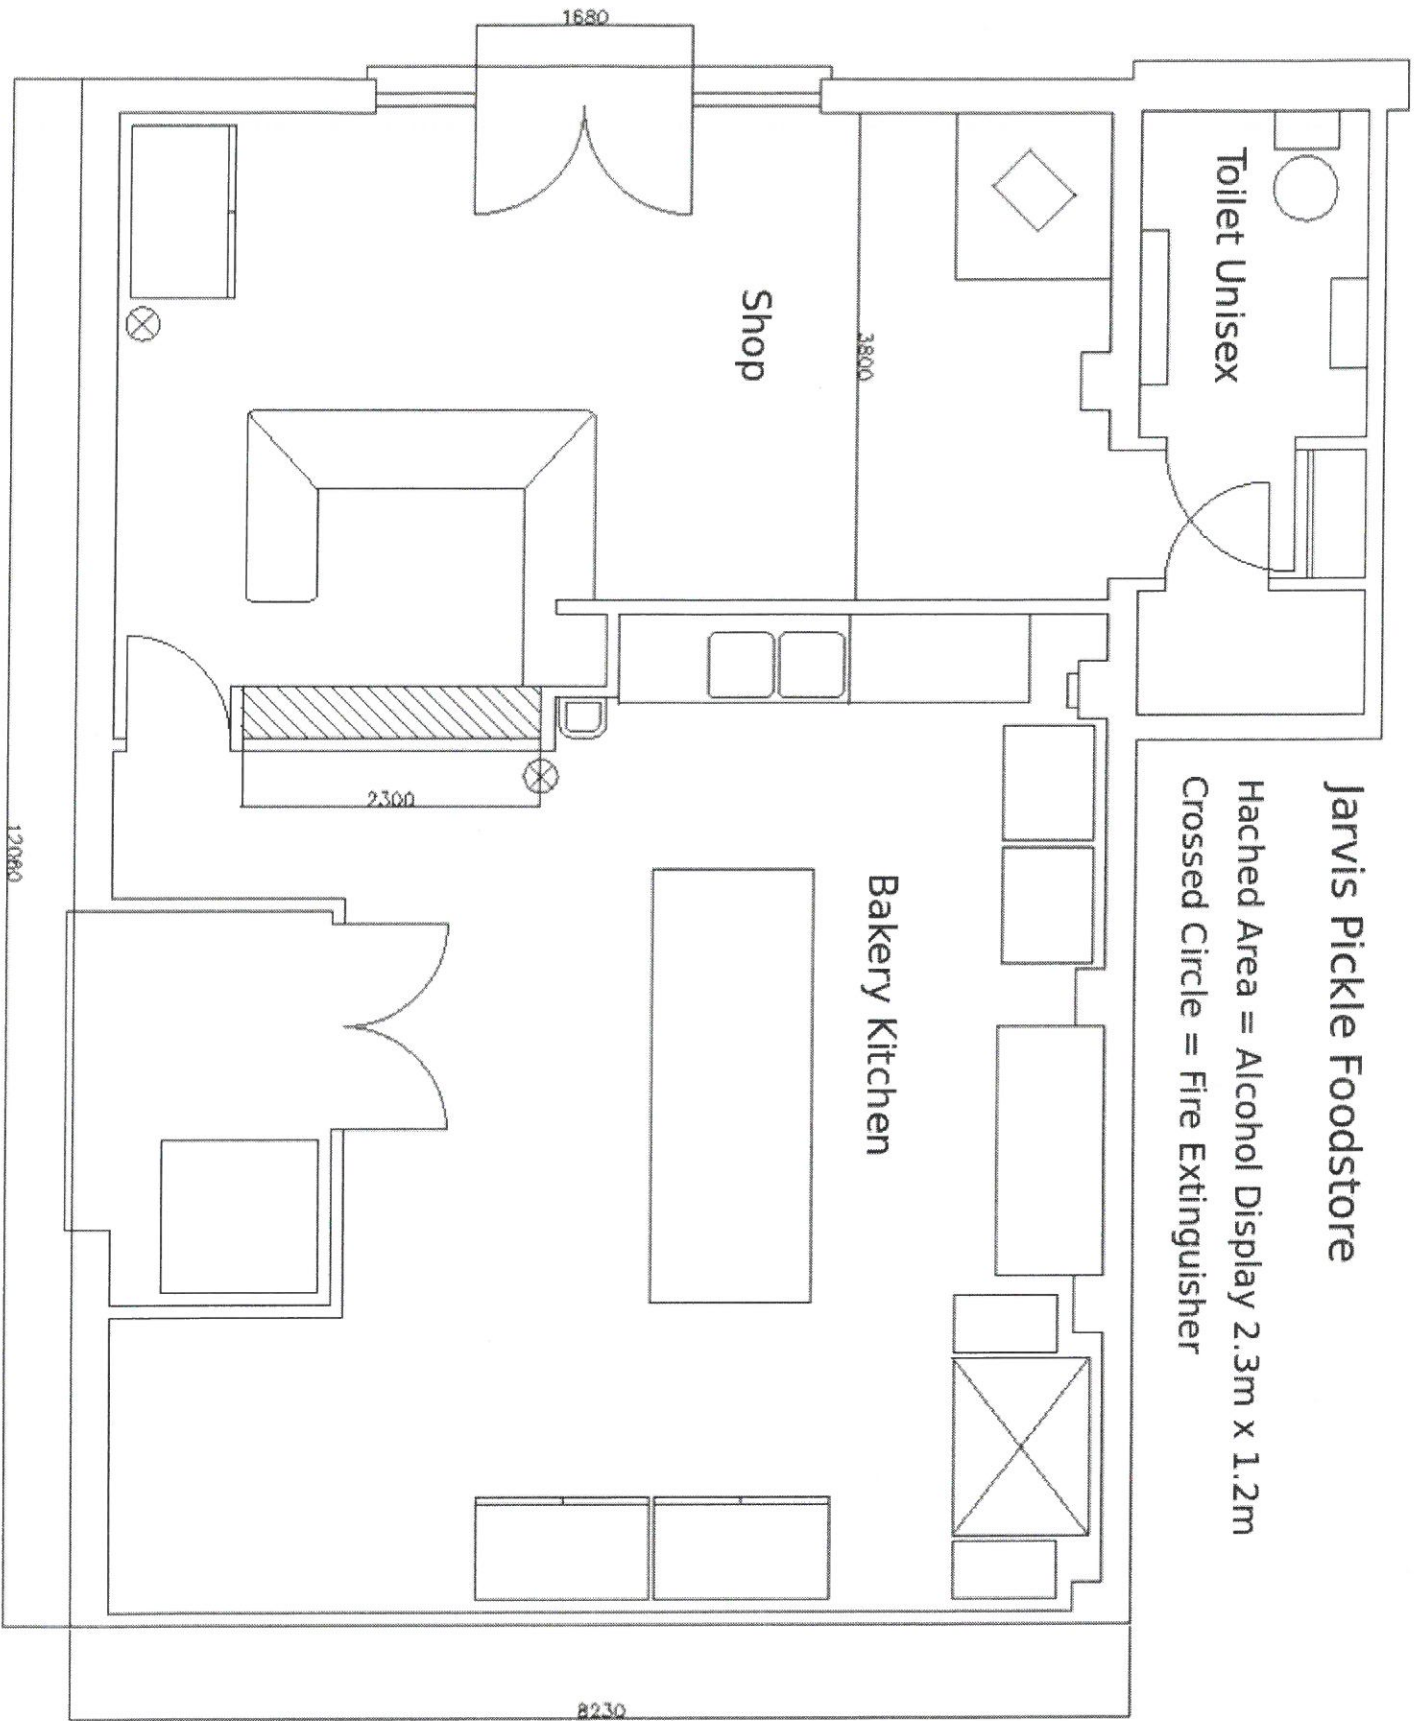 Jarvis Pickle Foodstore
Hached Area = Alcohol Display 2.3m x 1.2m
Crossed Circle = Fire Extinguisher
Toilet Unisex
Shop
Bakery Kitchen
1680
3800
2300
12080
8230